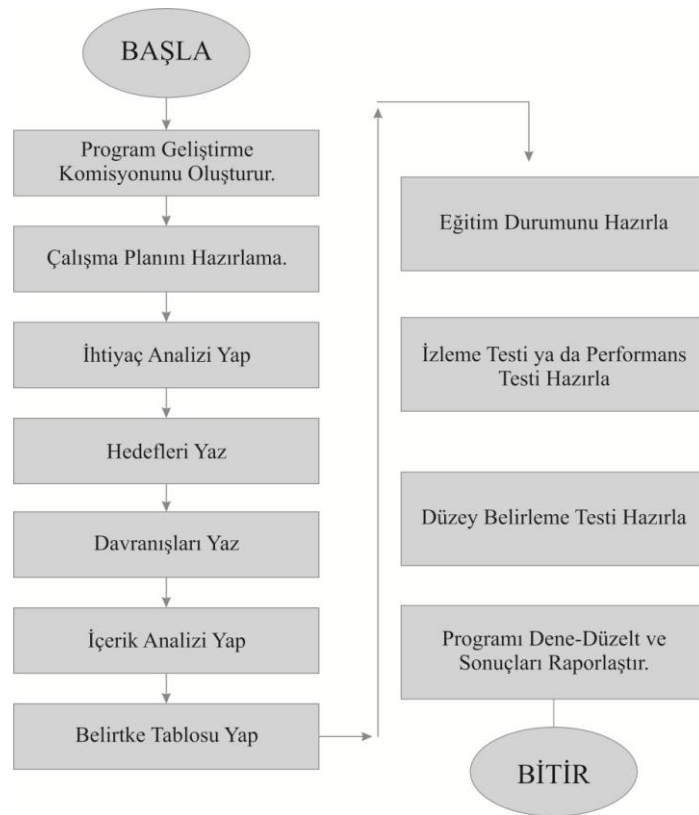 BAŞLA
Program Geliştirme
Komisyonunu Oluşturur.
Çalışma Planını Hazırlama.
İhtiyaç Analizi Yap
Hedefleri Yaz
Davranışları Yaz
İçerik Analizi Yap
Belirtke Tablosu Yap
Eğitim Durumunu Hazırla
İzleme Testi ya da Performans
Testi Hazırla
Düzey Belirleme Testi Hazırla
Programı Dene-Düzelt ve
Sonuçları Raporlaştır.
BİTİR